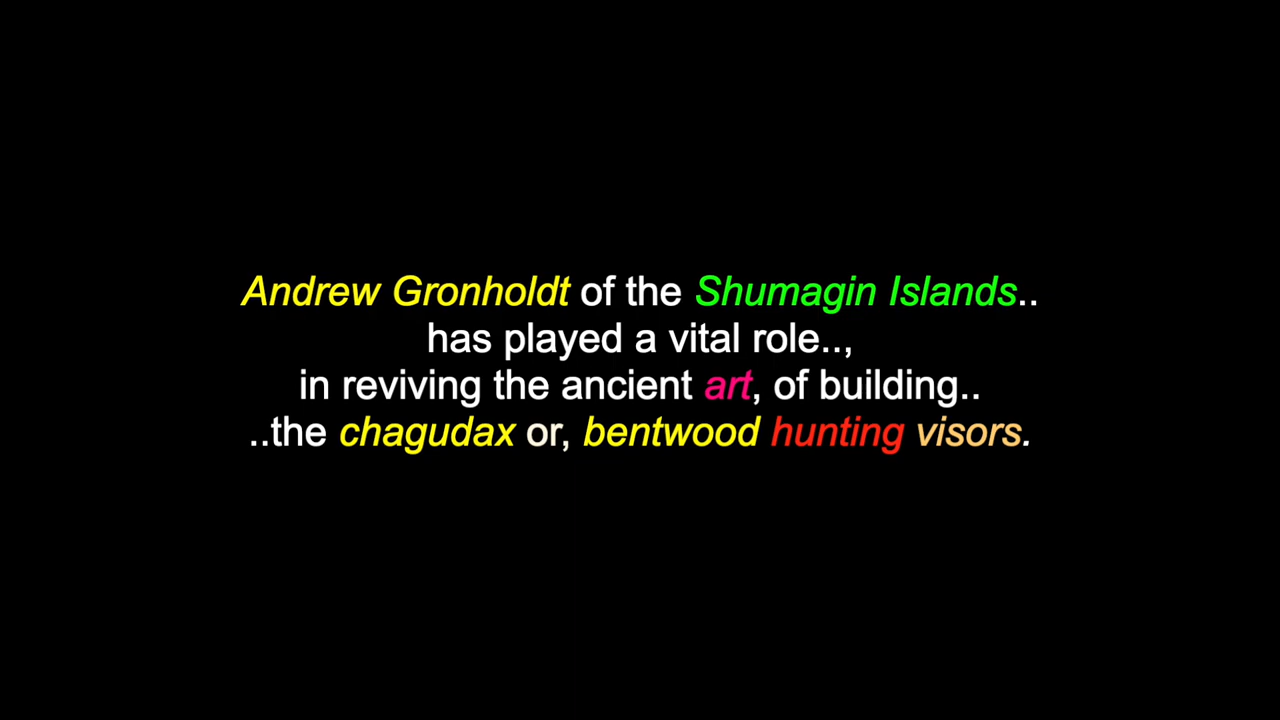 Andrew Gronholdt of the Shumagin Islands..
has played a vital role..,
in reviving the ancient art, of building..
..the chagudax or, bentwood hunting visors.